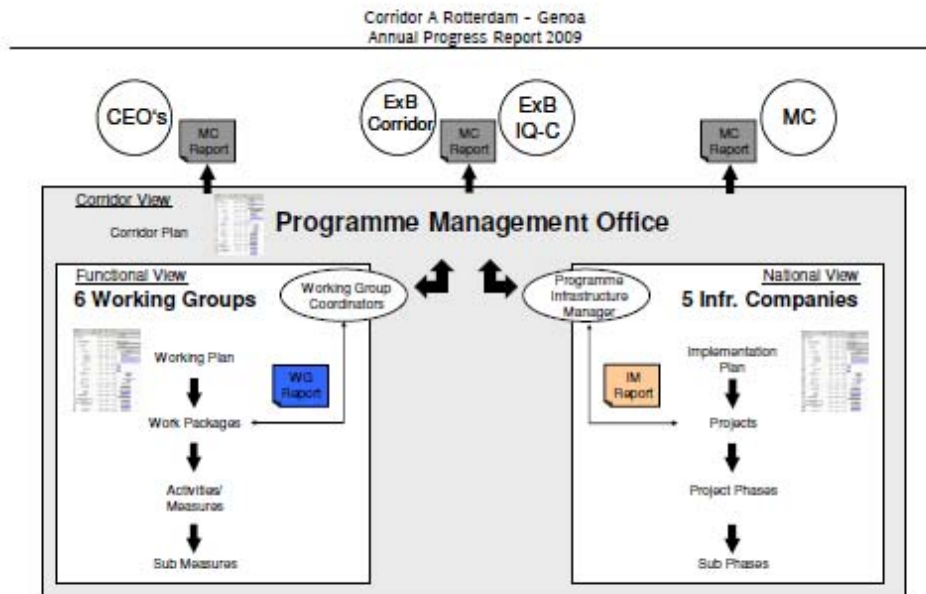 Corridor A Rotterdam - Genoa
Annual Progress Report 2009
CEO's
MC
Report
ExB
Corridor
MC
Report
ExB
IQ-C
MC
Report
MC
Corridor View
Corridor Plan
Programme Management Office
Functional View
6 Working Groups
Working Group
Coordinators
Working Plan
WG
Report
Work Packages
Activities/
Measures
Sub Measures
Programme
Infrastructure
Manager
National View
5 Infr. Companies
Implementation
Plan
IM
Report
Projects
Project Phases
Sub Phases